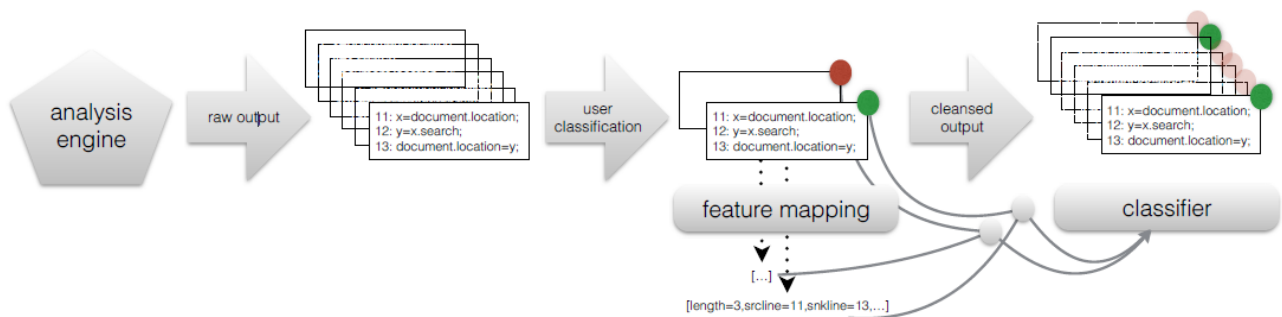 analysis
engine
raw output
11: x=document.location;
12: y=x.search;
13: document.location=y;
user
classification
11: x=document.location;
12: y=x.search;
13: document.location=y;
feature mapping
[...]
[length=3,srcline=11,snkline=13,...]
cleansed
output
11: x=document.location;
12: y=x.search;
13: document.location=y;
classifier